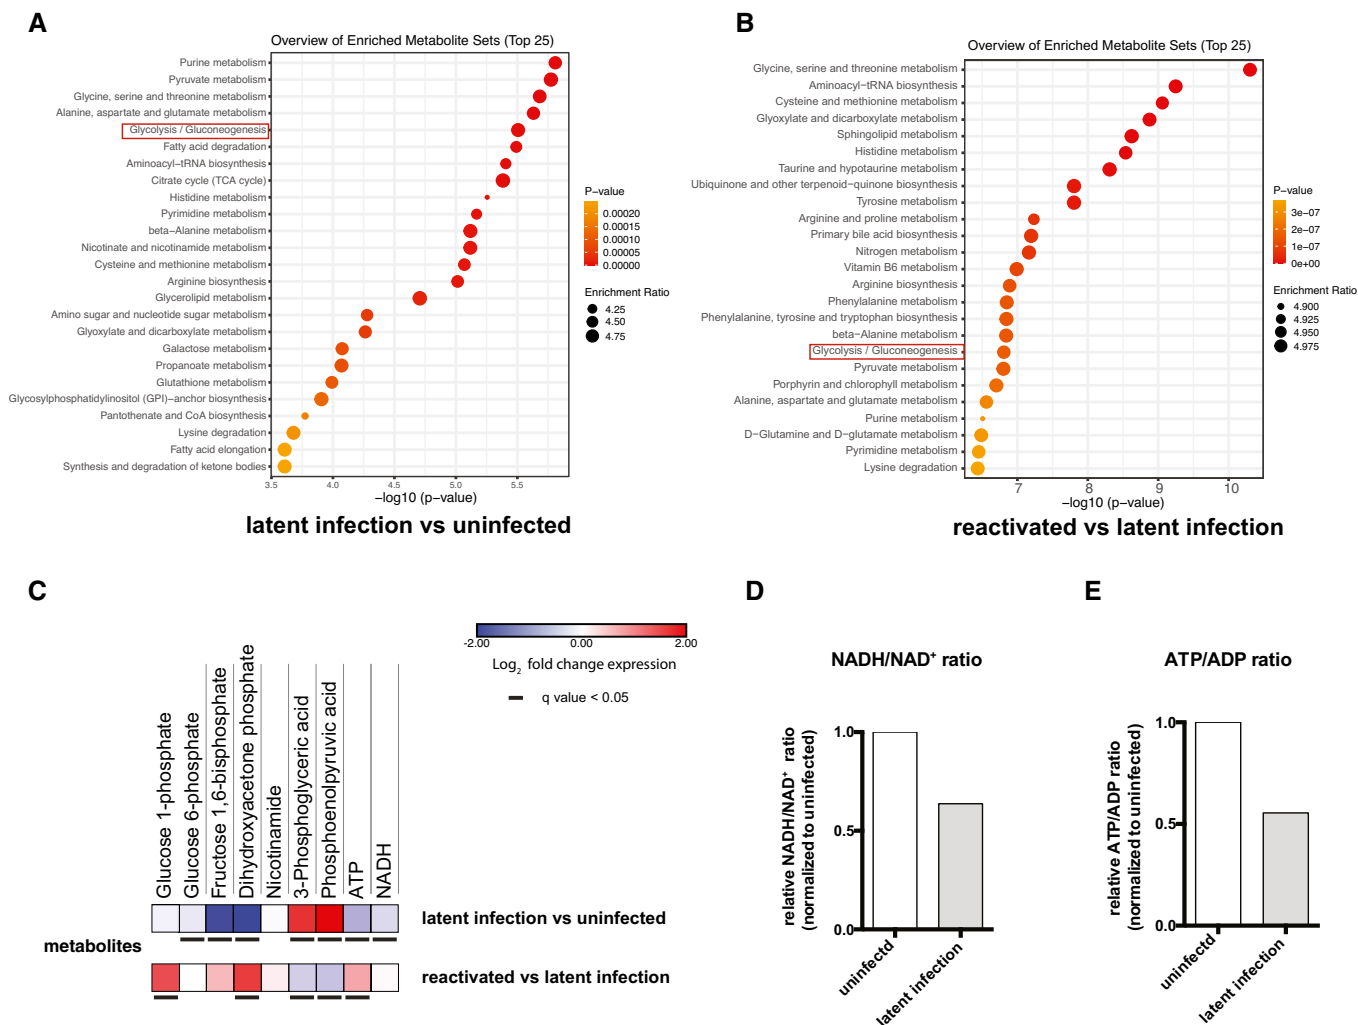 A
Overview of Enriched Metabolite Sets (Top 25)
Purine metabolism
Pyruvate metabolism
Glycine, serine and threonine metabolism
Alanine, aspartate and glutamate metabolism
Glycolysis / Gluconeogenesis
Fatty acid degradation
Aminoacyl−tRNA biosynthesis
Citrate cycle (TCA cycle)
Histidine metabolism
Pyrimidine metabolism
beta−Alanine metabolism
Nicotinate and nicotinamide metabolism
Cysteine and methionine metabolism
Arginine biosynthesis
Glycerolipid metabolism
Amino sugar and nucleotide sugar metabolism
Glyoxylate and dicarboxylate metabolism
Galactose metabolism
Propanoate metabolism
Glutathione metabolism
Glycosylphosphatidylinositol (GPI)−anchor biosynthesis
Pantothenate and CoA biosynthesis
Lysine degradation
Fatty acid elongation
Synthesis and degradation of ketone bodies
3.5 4.0 4.5 5.0 5.5
−log10 (p−value)
P−value
0.00020
0.00015
0.00010
0.00005
0.00000
Enrichment Ratio
4.25
4.50
4.75
latent infection vs uninfected
B
Overview of Enriched Metabolite Sets (Top 25)
Glycine, serine and threonine metabolism
Aminoacyl−tRNA biosynthesis
Cysteine and methionine metabolism
Glyoxylate and dicarboxylate metabolism
Sphingolipid metabolism
Histidine metabolism
Taurine and hypotaurine metabolism
Ubiquinone and other terpenoid−quinone biosynthesis
Tyrosine metabolism
Arginine and proline metabolism
Primary bile acid biosynthesis
Nitrogen metabolism
Vitamin B6 metabolism
Arginine biosynthesis
Phenylalanine metabolism
Phenylalanine, tyrosine and tryptophan biosynthesis
beta−Alanine metabolism
Glycolysis / Gluconeogenesis
Pyruvate metabolism
Porphyrin and chlorophyll metabolism
Alanine, aspartate and glutamate metabolism
Purine metabolism
D−Glutamine and D−glutamate metabolism
Pyrimidine metabolism
Lysine degradation
7 8 9 10
−log10 (p−value)
P−value
3e−07
2e−07
1e−07
0e+00
Enrichment Ratio
4.900
4.925
4.950
4.975
reactivated vs latent infection
C
-2.00 0.00 2.00
Log2 fold change expression
q value < 0.05
Glucose 1-phosphate
Glucose 6-phosphate
Fructose 1,6-bisphosphate
Dihydroxyacetone phosphate
Nicotinamide
3-Phosphoglyceric acid
Phosphoenolpyruvic acid
ATP
NADH
latent infection vs uninfected
metabolites
reactivated vs latent infection
D
NADH/NAD⁺ ratio
relative NADH/NAD⁺ ratio
(normalized to uninfected)
1.0
0.5
0.0
uninfectd
latent infection
E
ATP/ADP ratio
relative ATP/ADP ratio
(normalized to uninfected)
1.0
0.5
0.0
uninfectd
latent infection